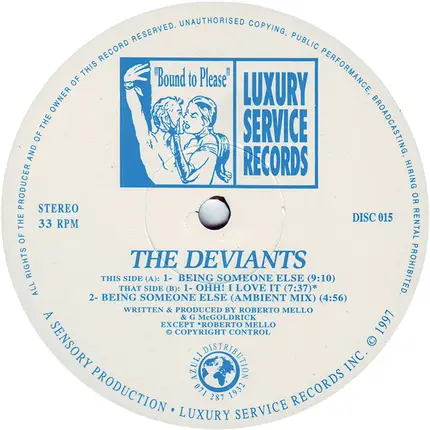 ALL RIGHTS OF THE PRODUCER AND OF THE OWNER OF THIS RECORD RESERVED. UNAUTHORISED COPYING, PUBLIC PERFORMANCE, BROADCASTING, HIRING OR RENTAL PROHIBITED
"Bound to Please"
LUXURY
SERVICE
RECORDS
STEREO
33 RPM
DISC 015
THE DEVIANTS
THIS SIDE (A): 1- BEING SOMEONE ELSE (9:10)
THAT SIDE (B): 1- OHH! I LOVE IT (7:37)*
2- BEING SOMEONE ELSE (AMBIENT MIX) (4:56)
WRITTEN & PRODUCED BY ROBERTO MELLO
& G McGOLDRICK
EXCEPT *ROBERTO MELLO
© COPYRIGHT CONTROL
AZULI DISTRIBUTION
071 287 1932
A SENSORY PRODUCTION • LUXURY SERVICE RECORDS INC. © 1997